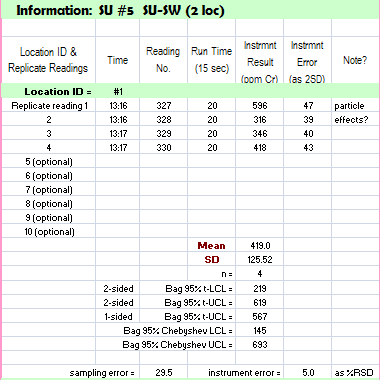 Information: SU #5 SU-SW (2 loc)
Location ID & Replicate Readings Time Reading No. Run Time (15 sec) Instrmnt Result (ppm Cr) Instrmnt Error (as 2SD) Note?
Location ID = #1
Replicate reading 1 13:16 327 20 596 47 particle
2 13:16 328 20 316 39 effects?
3 13:17 329 20 346 40
4 13:17 330 20 418 43
5 (optional)
6 (optional)
7 (optional)
8 (optional)
9 (optional)
10 (optional)
Mean 419.0
SD 125.52
n = 4
2-sided Bag 95% t-LCL = 219
2-sided Bag 95% t-UCL = 619
1-sided Bag 95% t-UCL = 567
Bag 95% Chebyshev LCL = 145
Bag 95% Chebyshev UCL = 693
sampling error = 29.5 instrument error = 5.0 as %RSD